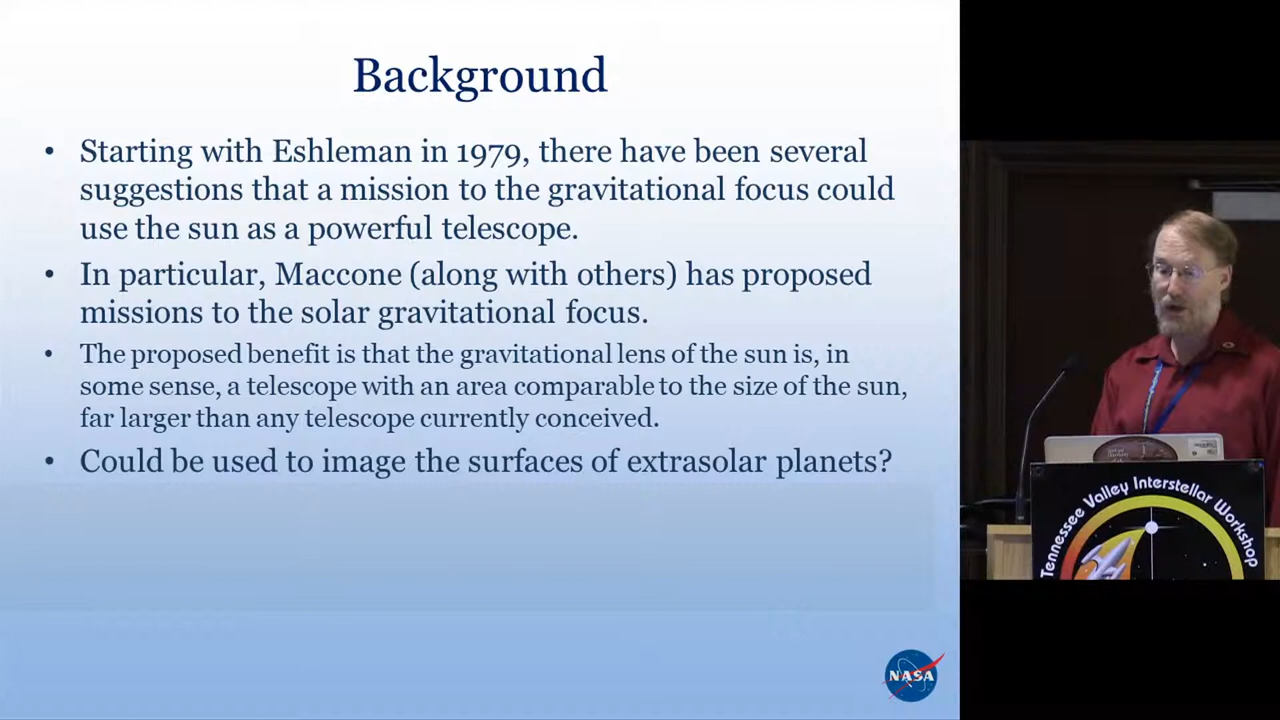 Background
• Starting with Eshleman in 1979, there have been several
suggestions that a mission to the gravitational focus could
use the sun as a powerful telescope.
• In particular, Maccone (along with others) has proposed
missions to the solar gravitational focus.
• The proposed benefit is that the gravitational lens of the sun is, in
some sense, a telescope with an area comparable to the size of the sun,
far larger than any telescope currently conceived.
• Could be used to image the surfaces of extrasolar planets?
NASA
Tennessee Valley Interstellar Workshop